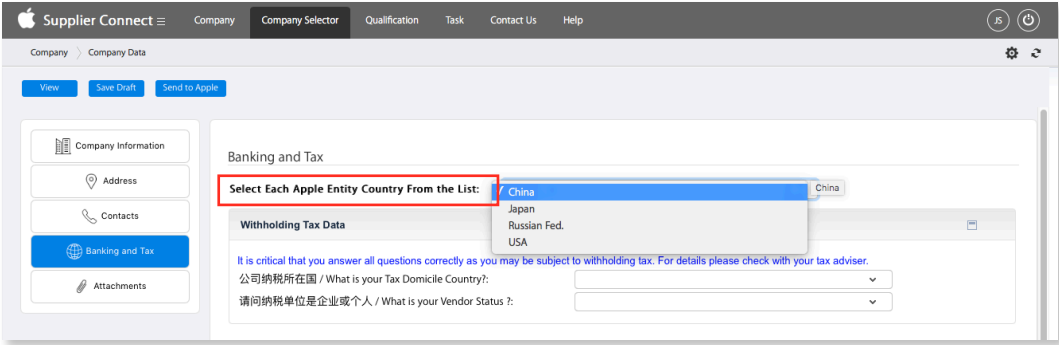 Supplier Connect Company Company Selector Qualification Task Contact Us Help JS
Company Company Data
View Save Draft Send to Apple
Company Information
Address
Contacts
Banking and Tax
Attachments
Banking and Tax
Select Each Apple Entity Country From the List:
China China
Japan
Russian Fed.
USA
Withholding Tax Data
It is critical that you answer all questions correctly as you may be subject to withholding tax. For details please check with your tax adviser.
公司纳税所在国 / What is your Tax Domicile Country?:
请问纳税单位是企业或个人 / What is your Vendor Status ?: